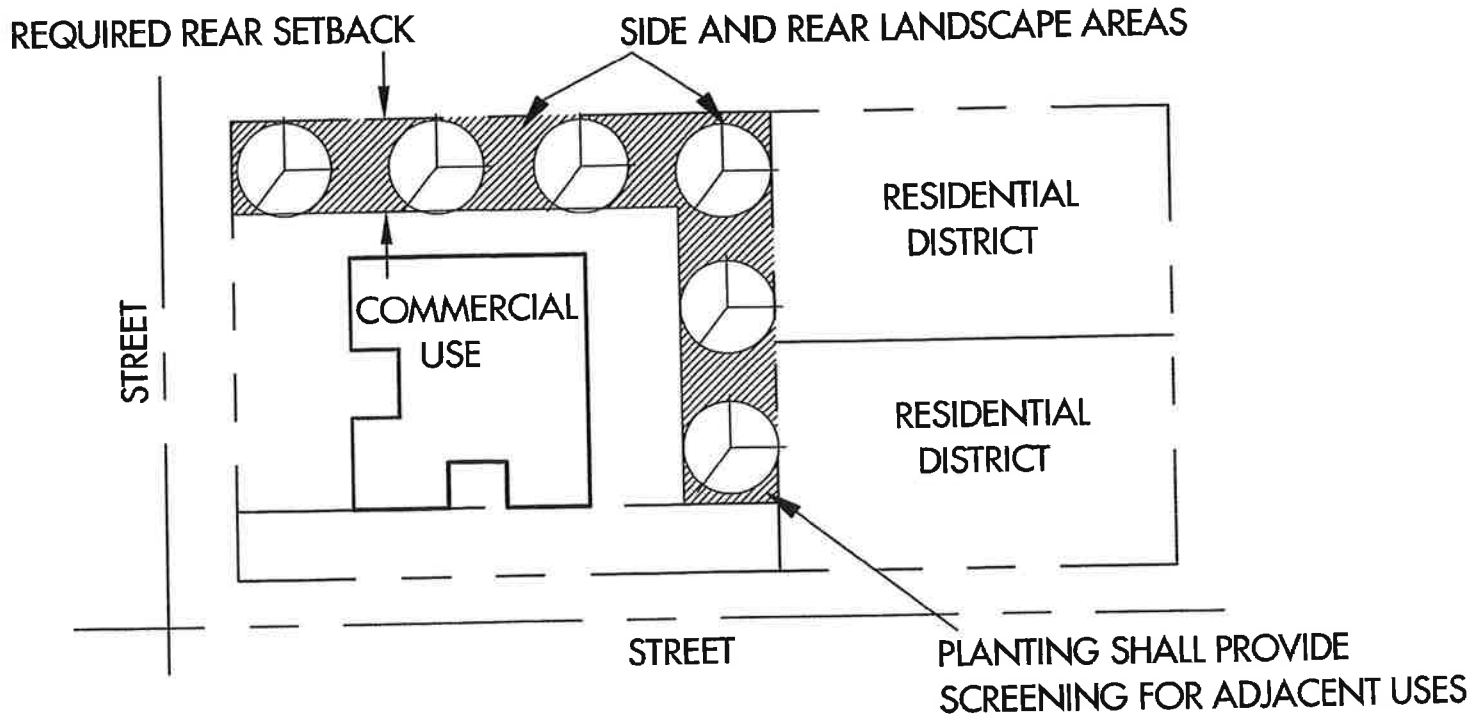 REQUIRED REAR SETBACK
SIDE AND REAR LANDSCAPE AREAS
RESIDENTIAL
DISTRICT
COMMERCIAL
USE
STREET
RESIDENTIAL
DISTRICT
STREET
PLANTING SHALL PROVIDE
SCREENING FOR ADJACENT USES